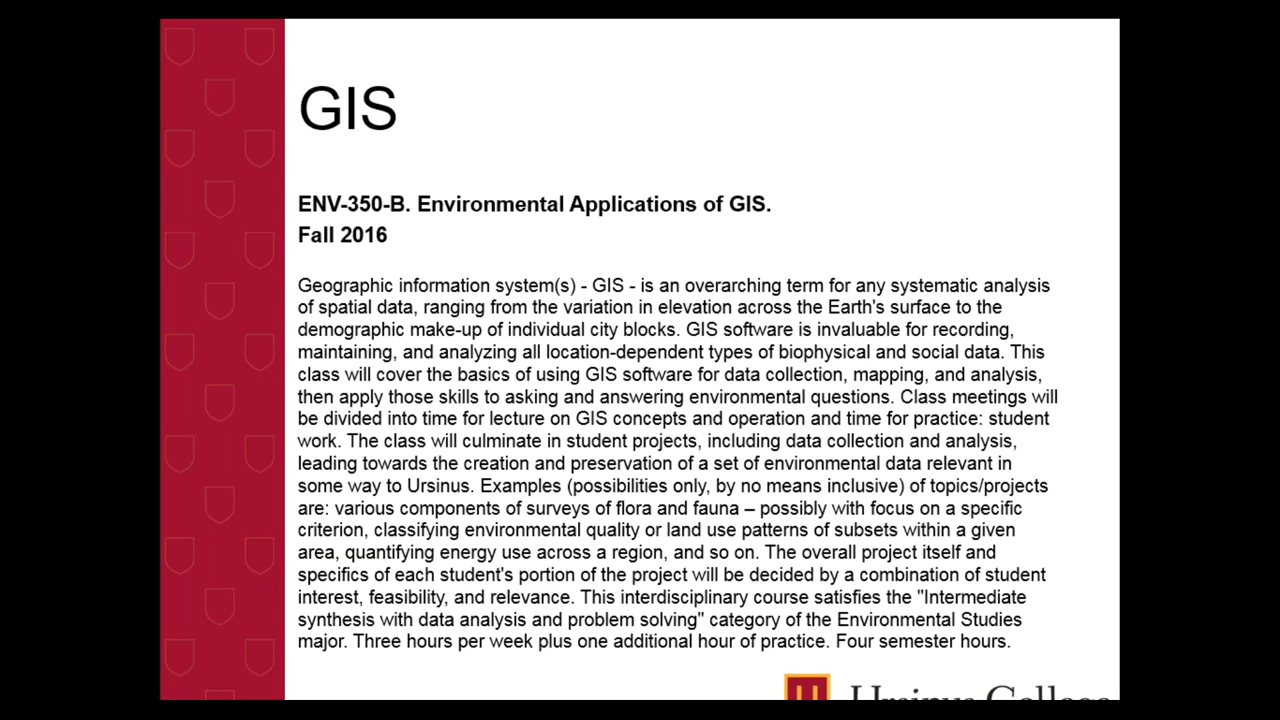 GIS
ENV-350-B. Environmental Applications of GIS.
Fall 2016
Geographic information system(s) - GIS - is an overarching term for any systematic analysis
of spatial data, ranging from the variation in elevation across the Earth's surface to the
demographic make-up of individual city blocks. GIS software is invaluable for recording,
maintaining, and analyzing all location-dependent types of biophysical and social data. This
class will cover the basics of using GIS software for data collection, mapping, and analysis,
then apply those skills to asking and answering environmental questions. Class meetings will
be divided into time for lecture on GIS concepts and operation and time for practice: student
work. The class will culminate in student projects, including data collection and analysis,
leading towards the creation and preservation of a set of environmental data relevant in
some way to Ursinus. Examples (possibilities only, by no means inclusive) of topics/projects
are: various components of surveys of flora and fauna – possibly with focus on a specific
criterion, classifying environmental quality or land use patterns of subsets within a given
area, quantifying energy use across a region, and so on. The overall project itself and
specifics of each student's portion of the project will be decided by a combination of student
interest, feasibility, and relevance. This interdisciplinary course satisfies the "Intermediate
synthesis with data analysis and problem solving" category of the Environmental Studies
major. Three hours per week plus one additional hour of practice. Four semester hours.
Ursinus College